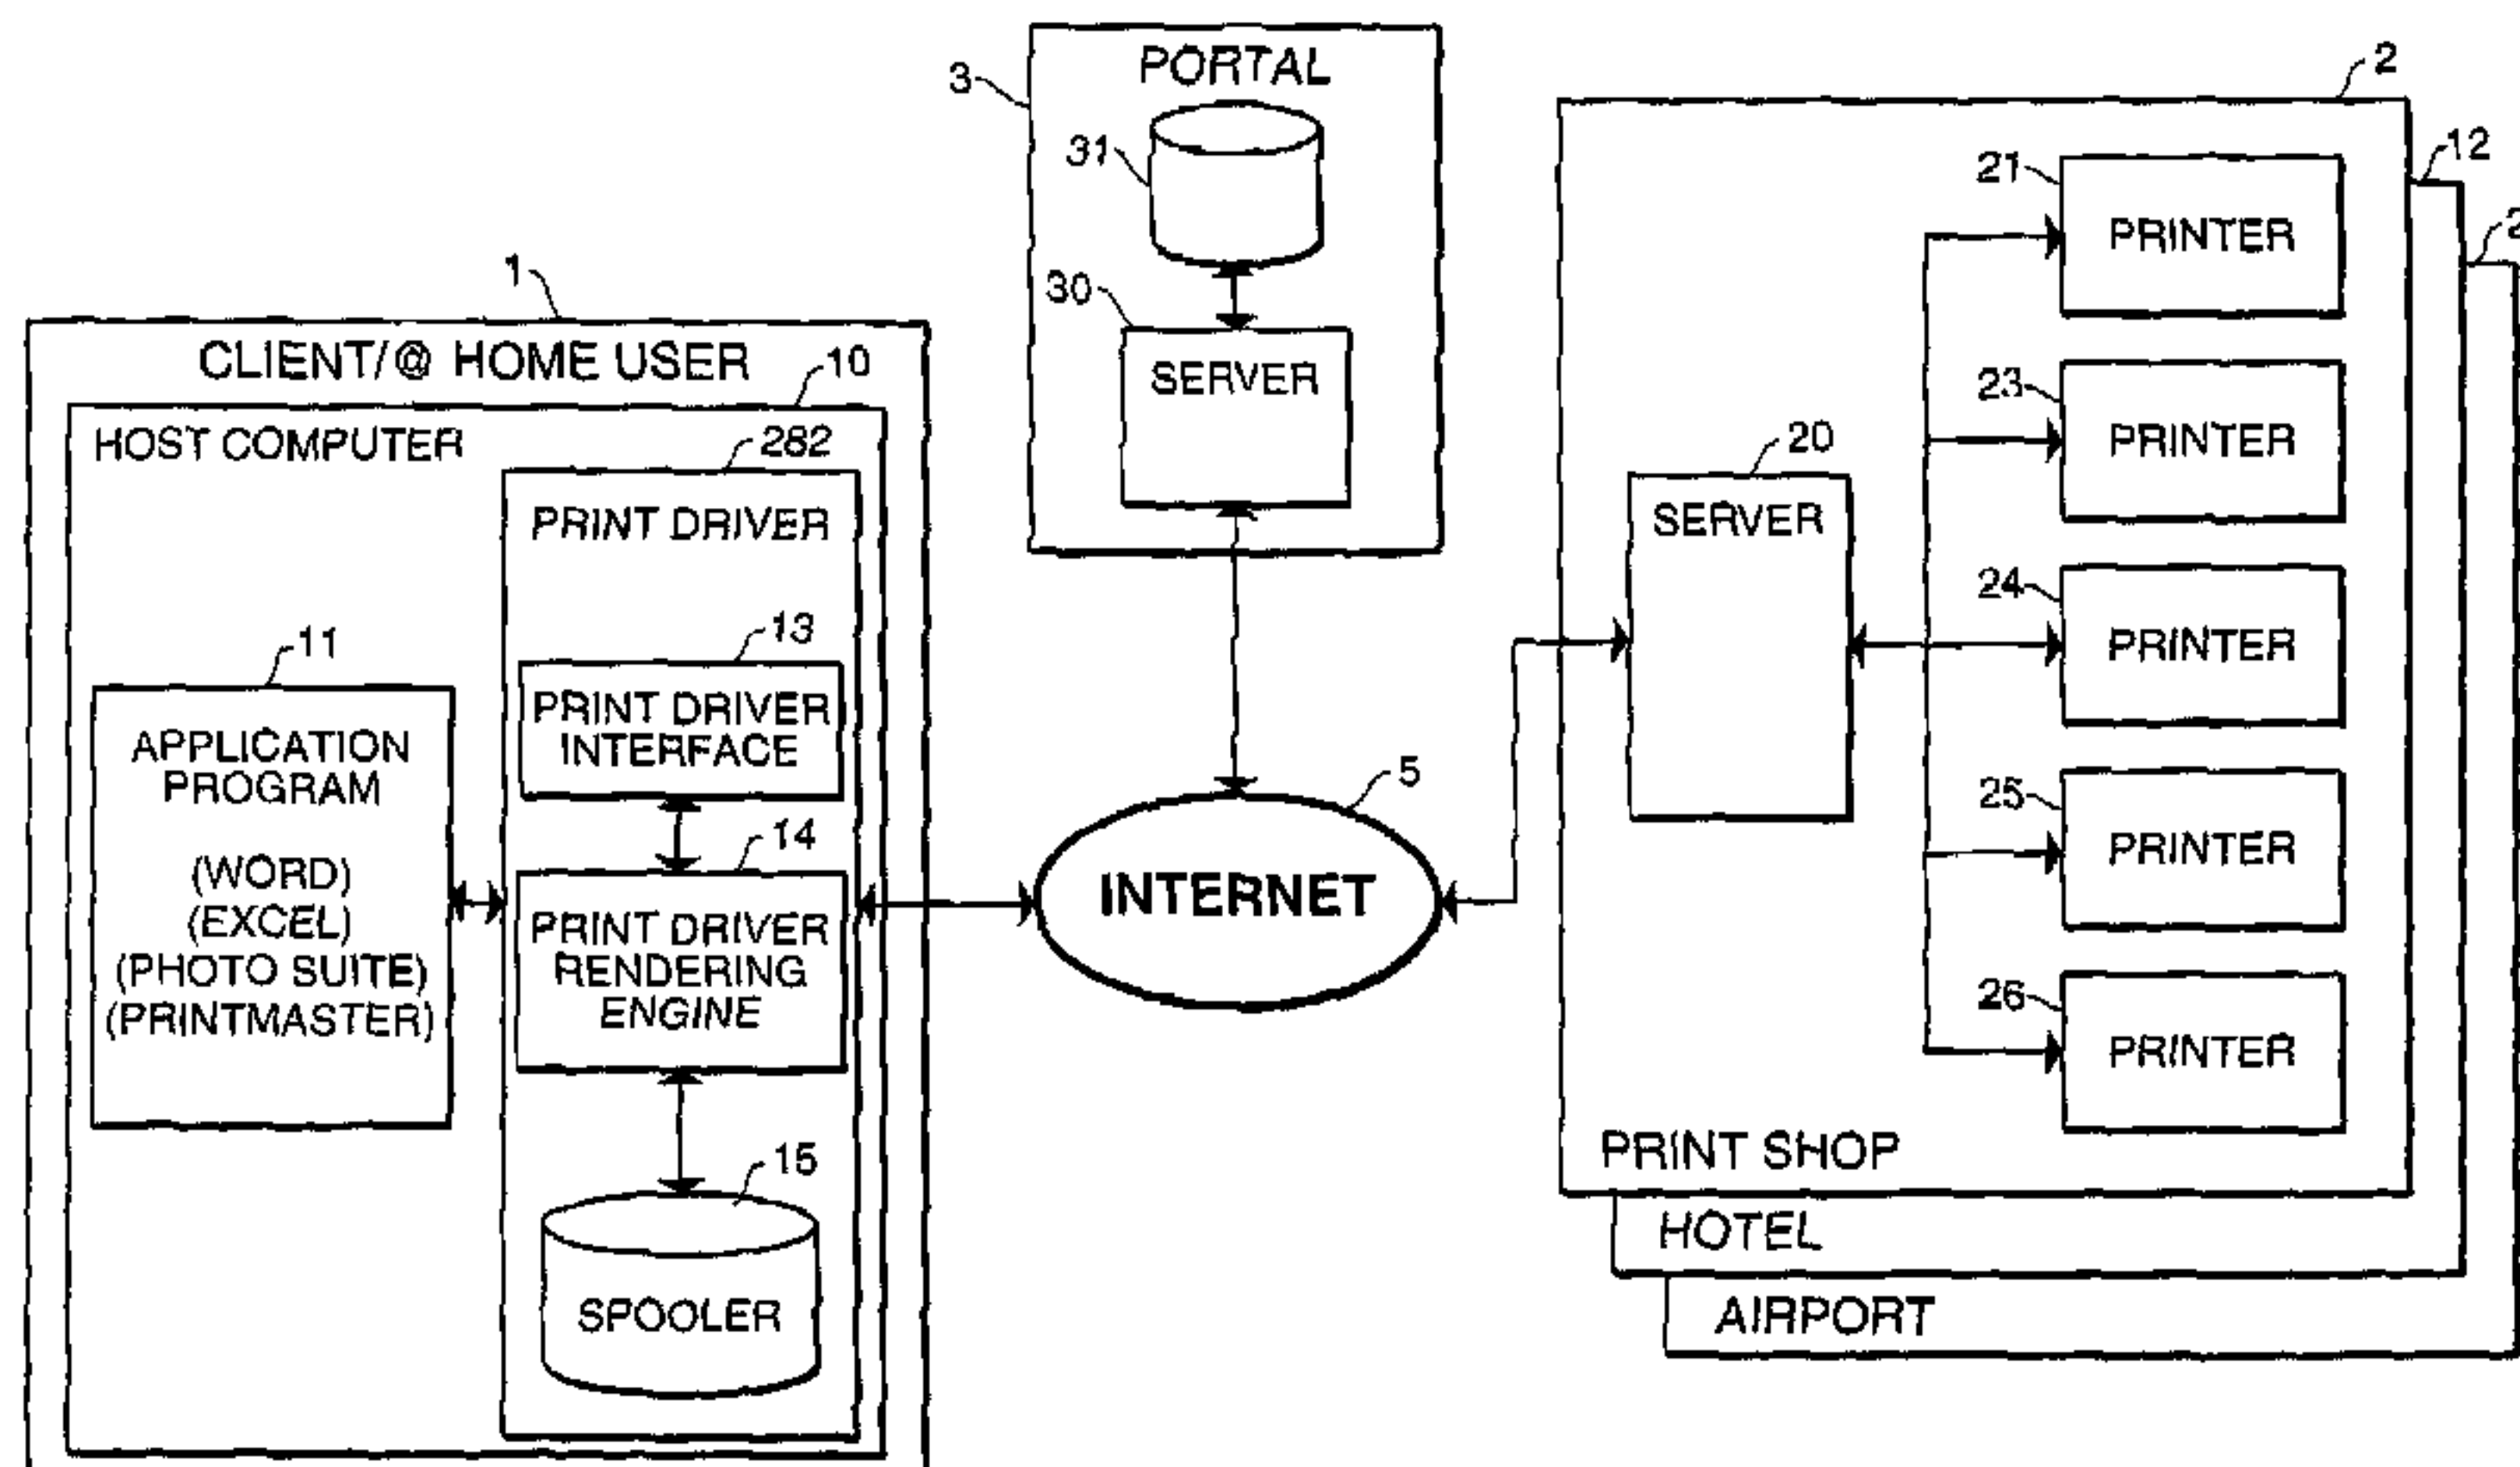 PORTAL
3
31
30
SERVER
1
CLIENT/@ HOME USER
10
HOST COMPUTER
282
PRINT DRIVER
13
PRINT DRIVER
INTERFACE
11
APPLICATION
PROGRAM
(WORD)
(EXCEL)
(PHOTO SUITE)
(PRINTMASTER)
14
PRINT DRIVER
RENDERING
ENGINE
15
SPOOLER
5
INTERNET
2
12
21
PRINTER
23
PRINTER
20
SERVER
24
PRINTER
25
PRINTER
26
PRINTER
PRINT SHOP
HOTEL
AIRPORT